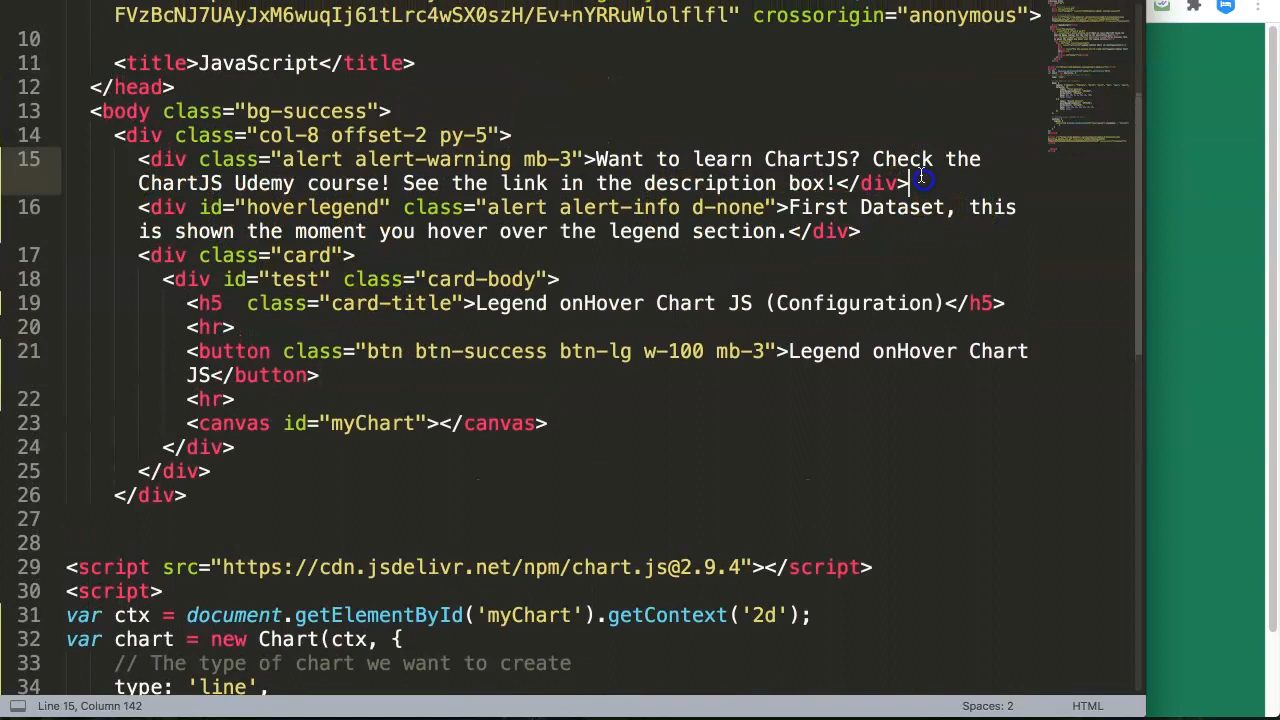 FVzBcNJ7UAyJxM6wuqIj61tLrc4wSX0szH/Ev+nYRRuWlolflfl" crossorigin="anonymous">
10
11 <title>JavaScript</title>
12 </head>
13 <body class="bg-success">
14 <div class="col-8 offset-2 py-5">
15 <div class="alert alert-warning mb-3">Want to learn ChartJS? Check the
ChartJS Udemy course! See the link in the description box!</div>
16 <div id="hoverlegend" class="alert alert-info d-none">First Dataset, this
is shown the moment you hover over the legend section.</div>
17 <div class="card">
18 <div id="test" class="card-body">
19 <h5  class="card-title">Legend onHover Chart JS (Configuration)</h5>
20 <hr>
21 <button class="btn btn-success btn-lg w-100 mb-3">Legend onHover Chart
JS</button>
22 <hr>
23 <canvas id="myChart"></canvas>
24 </div>
25 </div>
26 </div>
27
28
29 <script src="https://cdn.jsdelivr.net/npm/chart.js@2.9.4"></script>
30 <script>
31 var ctx = document.getElementById('myChart').getContext('2d');
32 var chart = new Chart(ctx, {
33 // The type of chart we want to create
34 type: 'line',
Line 15, Column 142 Spaces: 2 HTML